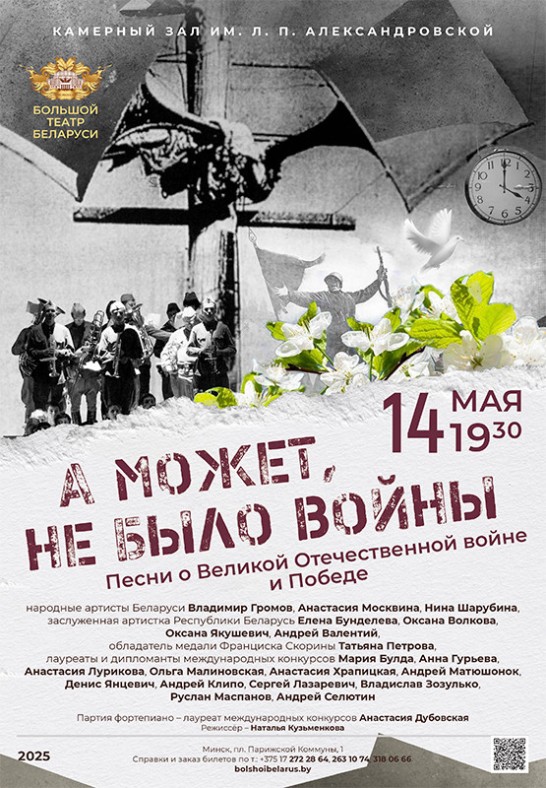 КАМЕРНЫЙ ЗАЛ ИМ. Л. П. АЛЕКСАНДРОВСКОЙ
БОЛЬШОЙ
ТЕАТР
БЕЛАРУСИ
14 МАЯ
19 30
А МОЖЕТ,
НЕ БЫЛО ВОЙНЫ
Песни о Великой Отечественной войне
и Победе
народные артисты Беларуси Владимир Громов, Анастасия Москвина, Нина Шарубина,
заслуженная артистка Республики Беларусь Елена Бунделева, Оксана Волкова,
Оксана Якушевич, Андрей Валентий,
обладатель медали Франциска Скорины Татьяна Петрова,
лауреаты и дипломанты международных конкурсов Мария Булда, Анна Гурьева,
Анастасия Лурикова, Ольга Малиновская, Анастасия Храпицкая, Андрей Матюшонок,
Денис Янцевич, Андрей Клипо, Сергей Лазаревич, Владислав Зозулько,
Руслан Маспанов, Андрей Селютин
Партия фортепиано – лауреат международных конкурсов Анастасия Дубовская
Режиссёр – Наталья Кузьменкова
2025
Минск, пл. Парижской Коммуны, 1
Справки и заказ билетов по т.: +375 17 272 28 64, 263 10 74, 318 06 66
bolshoibelarus.by